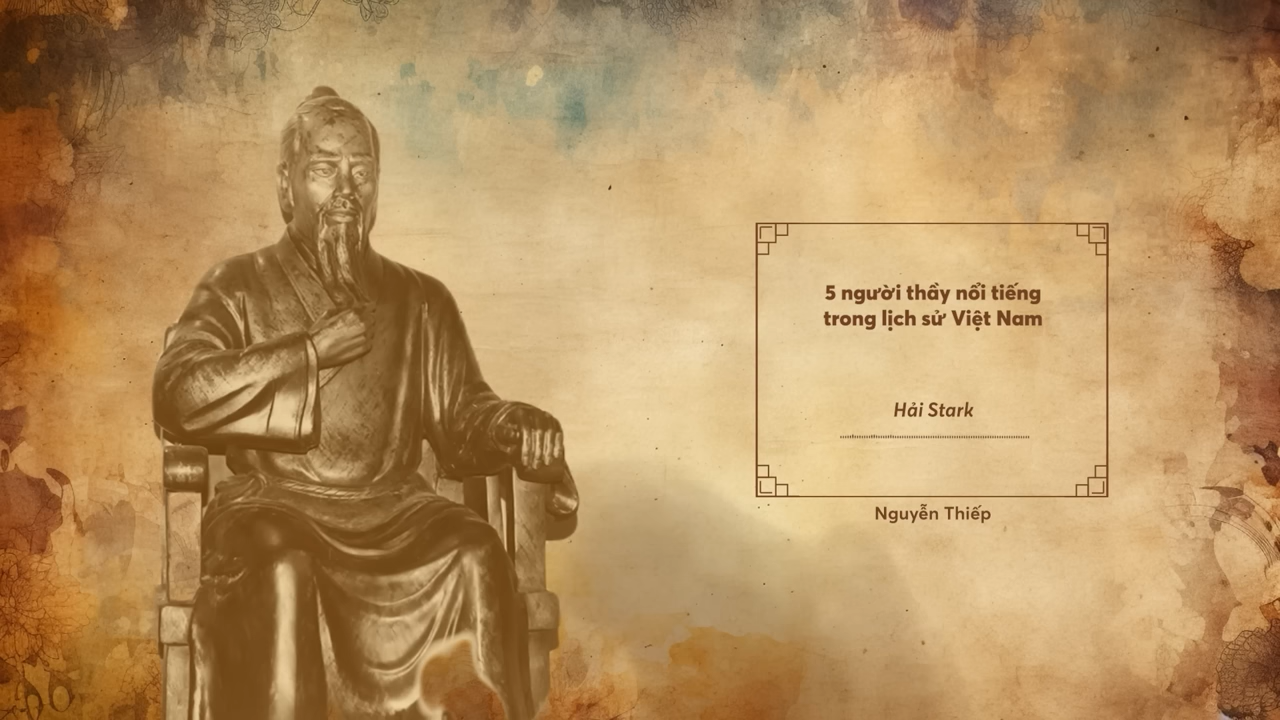 5 người thầy nổi tiếng
trong lịch sử Việt Nam
Hải Stark
Nguyễn Thiếp